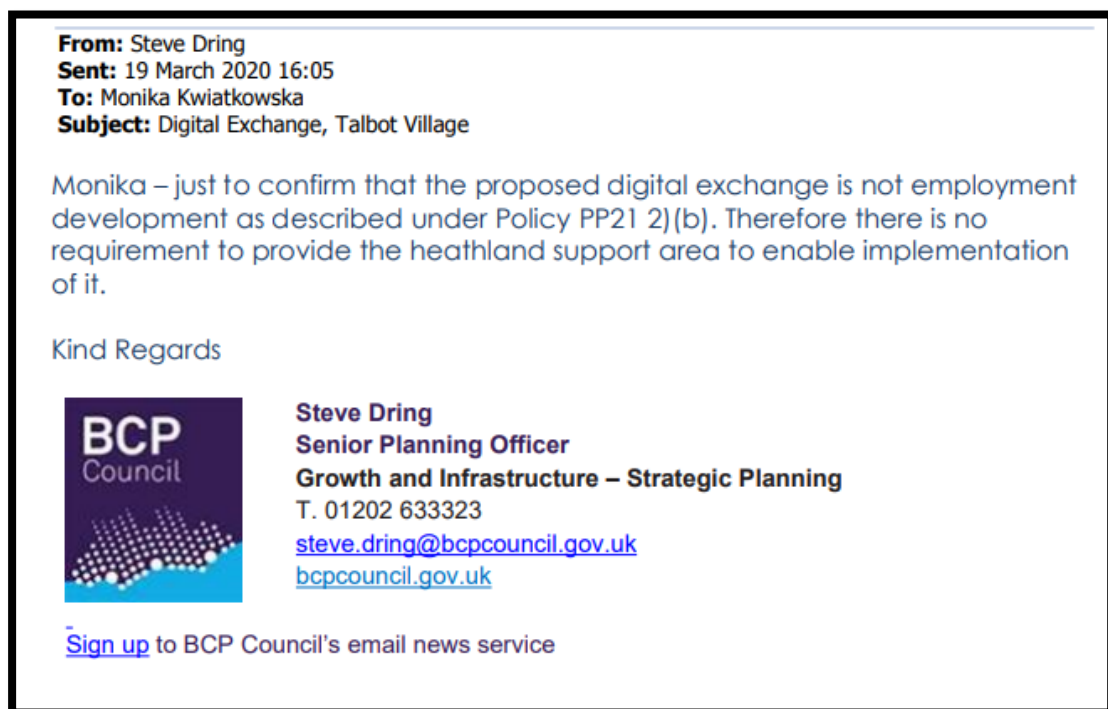 From: Steve Dring
Sent: 19 March 2020 16:05
To: Monika Kwiatkowska
Subject: Digital Exchange, Talbot Village
Monika – just to confirm that the proposed digital exchange is not employment
development as described under Policy PP21 2)(b). Therefore there is no
requirement to provide the heathland support area to enable implementation
of it.
Kind Regards
BCP
Council
Steve Dring
Senior Planning Officer
Growth and Infrastructure – Strategic Planning
T. 01202 633323
steve.dring@bcpcouncil.gov.uk
bcpcouncil.gov.uk
Sign up to BCP Council’s email news service